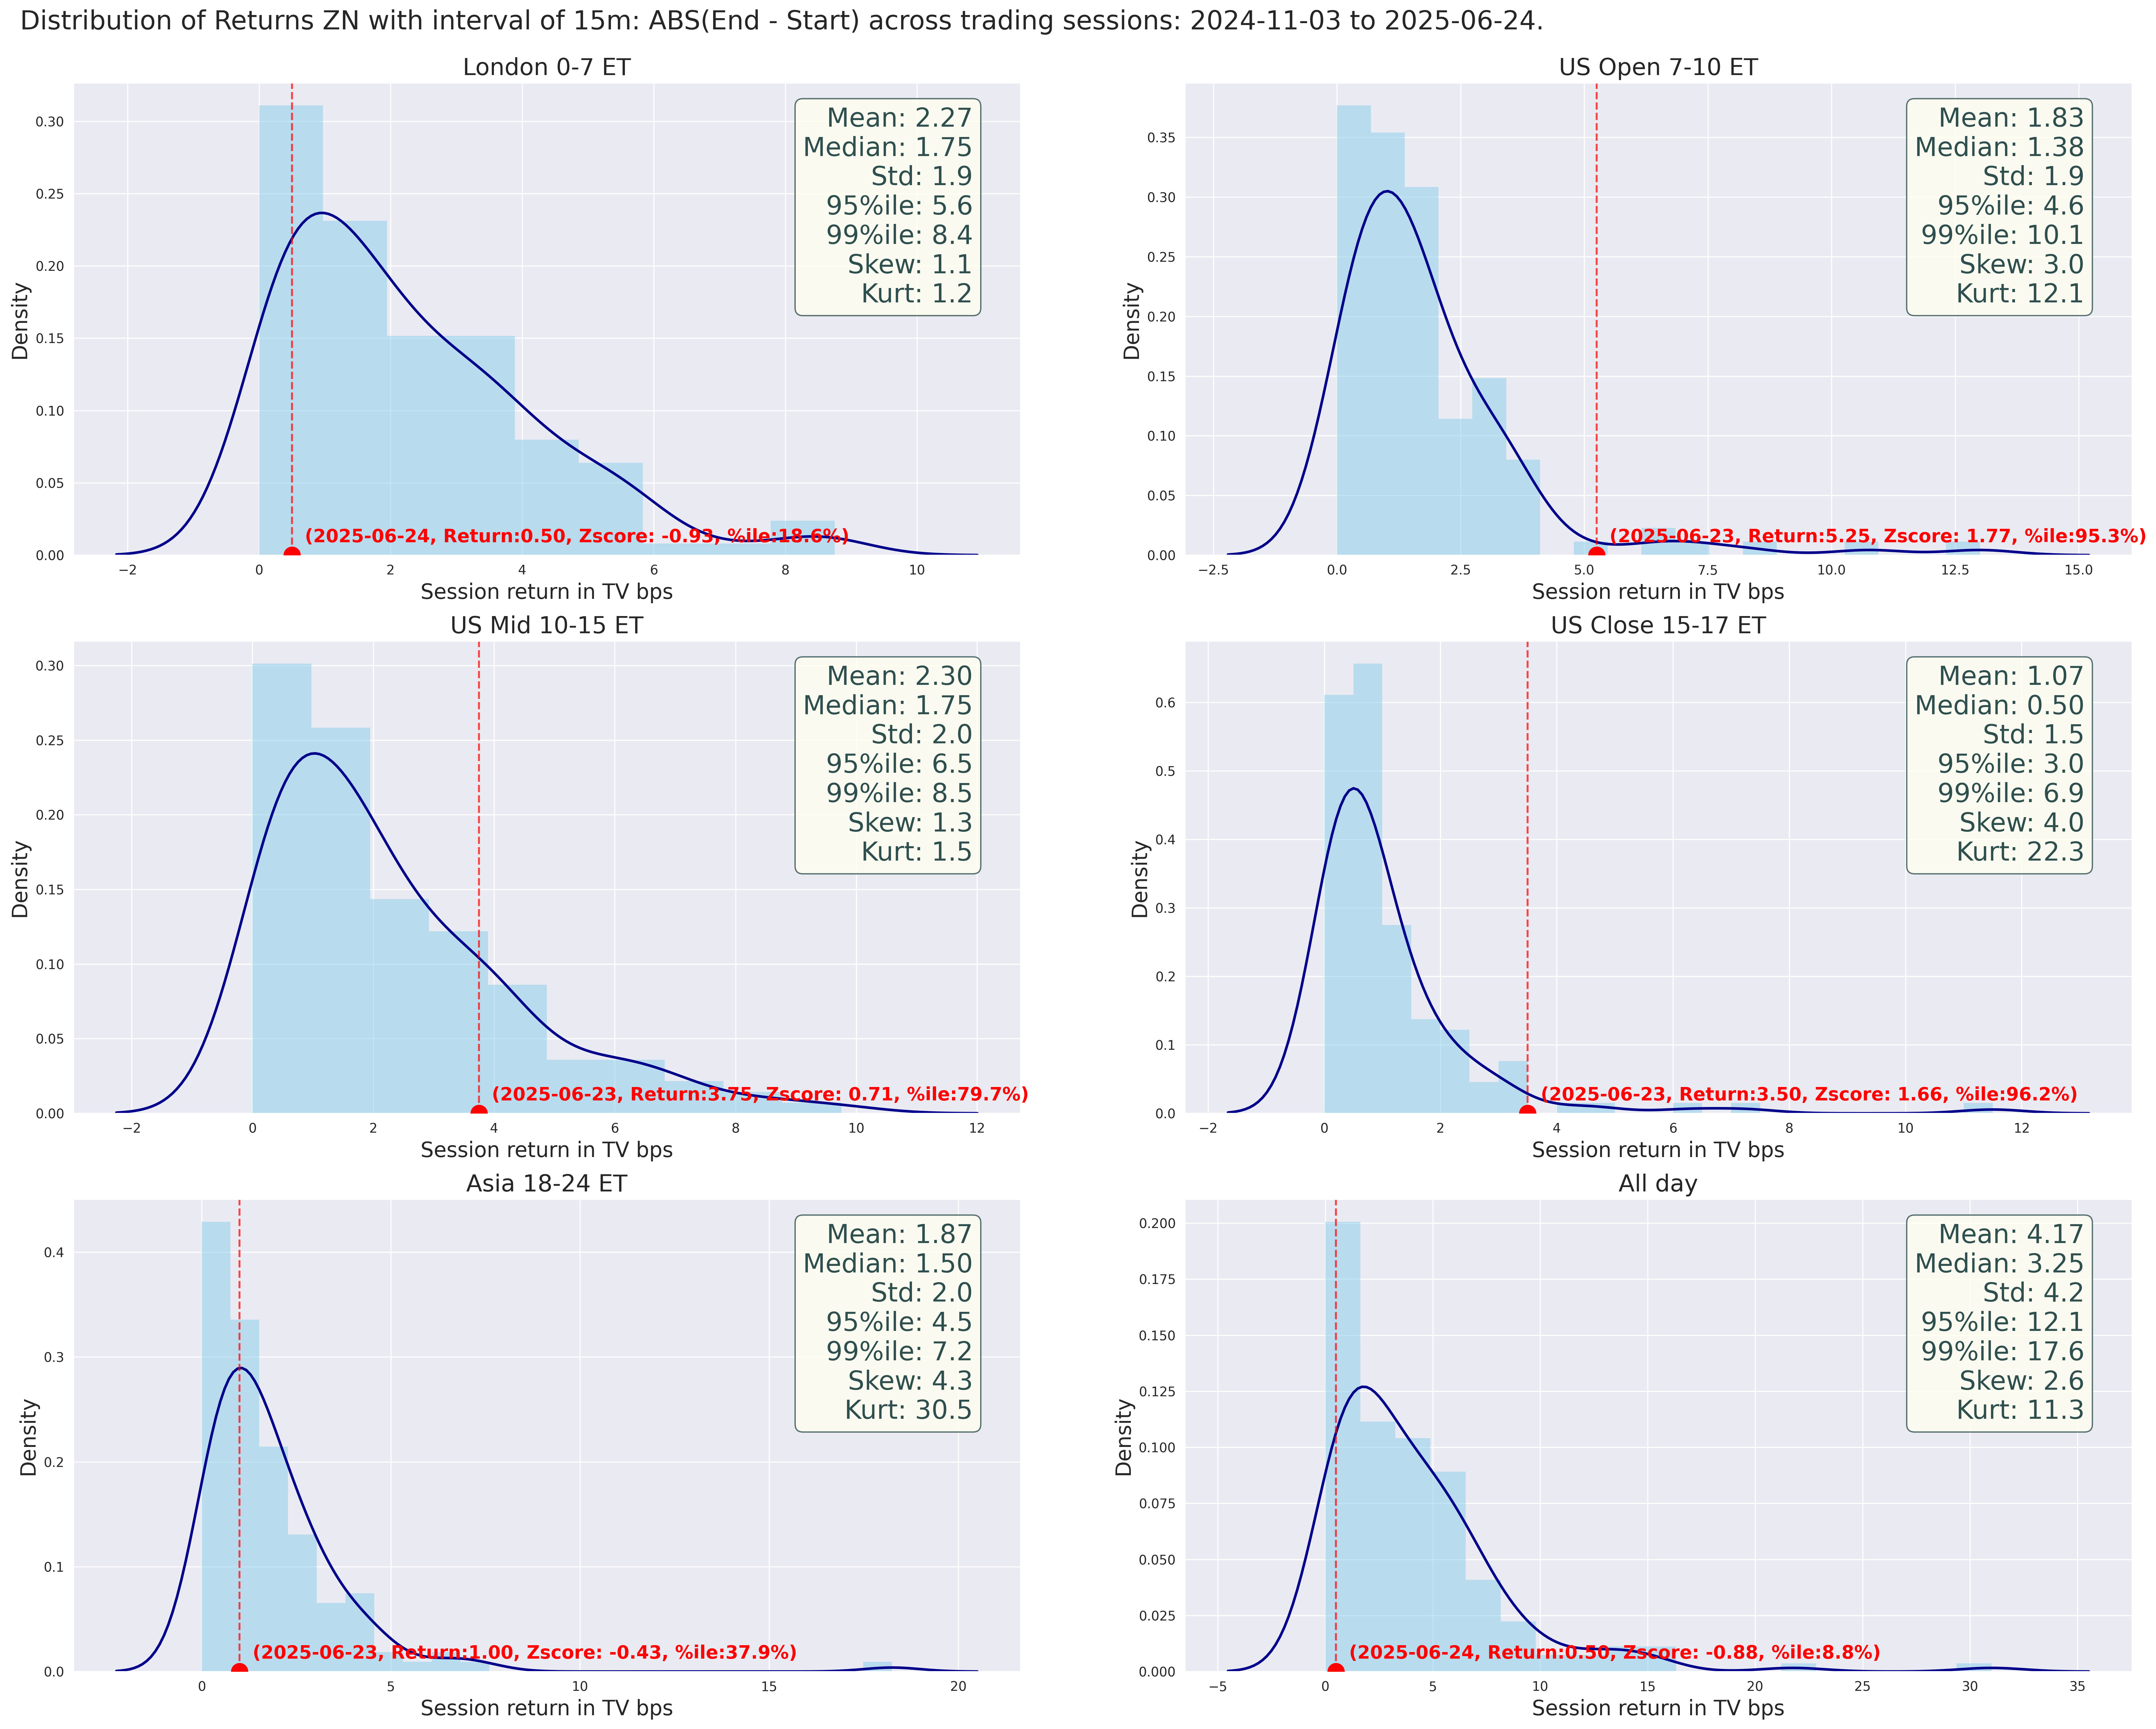 Distribution of Returns ZN with interval of 15m: ABS(End - Start) across trading sessions: 2024-11-03 to 2025-06-24.
London 0-7 ET
Density
0.30
0.25
0.20
0.15
0.10
0.05
0.00
Mean: 2.27
Median: 1.75
Std: 1.9
95%ile: 5.6
99%ile: 8.4
Skew: 1.1
Kurt: 1.2
(2025-06-24, Return:0.50, Zscore: -0.93, %ile:18.6%)
−2 0 2 4 6 8 10
Session return in TV bps
US Open 7-10 ET
Density
0.35
0.30
0.25
0.20
0.15
0.10
0.05
0.00
Mean: 1.83
Median: 1.38
Std: 1.9
95%ile: 4.6
99%ile: 10.1
Skew: 3.0
Kurt: 12.1
(2025-06-23, Return:5.25, Zscore: 1.77, %ile:95.3%)
−2.5 0.0 2.5 5.0 7.5 10.0 12.5 15.0
Session return in TV bps
US Mid 10-15 ET
Density
0.30
0.25
0.20
0.15
0.10
0.05
0.00
Mean: 2.30
Median: 1.75
Std: 2.0
95%ile: 6.5
99%ile: 8.5
Skew: 1.3
Kurt: 1.5
(2025-06-23, Return:3.75, Zscore: 0.71, %ile:79.7%)
−2 0 2 4 6 8 10 12
Session return in TV bps
US Close 15-17 ET
Density
0.6
0.5
0.4
0.3
0.2
0.1
0.0
Mean: 1.07
Median: 0.50
Std: 1.5
95%ile: 3.0
99%ile: 6.9
Skew: 4.0
Kurt: 22.3
(2025-06-23, Return:3.50, Zscore: 1.66, %ile:96.2%)
−2 0 2 4 6 8 10 12
Session return in TV bps
Asia 18-24 ET
Density
0.4
0.3
0.2
0.1
0.0
Mean: 1.87
Median: 1.50
Std: 2.0
95%ile: 4.5
99%ile: 7.2
Skew: 4.3
Kurt: 30.5
(2025-06-23, Return:1.00, Zscore: -0.43, %ile:37.9%)
0 5 10 15 20
Session return in TV bps
All day
Density
0.200
0.175
0.150
0.125
0.100
0.075
0.050
0.025
0.000
Mean: 4.17
Median: 3.25
Std: 4.2
95%ile: 12.1
99%ile: 17.6
Skew: 2.6
Kurt: 11.3
(2025-06-24, Return:0.50, Zscore: -0.88, %ile:8.8%)
−5 0 5 10 15 20 25 30 35
Session return in TV bps